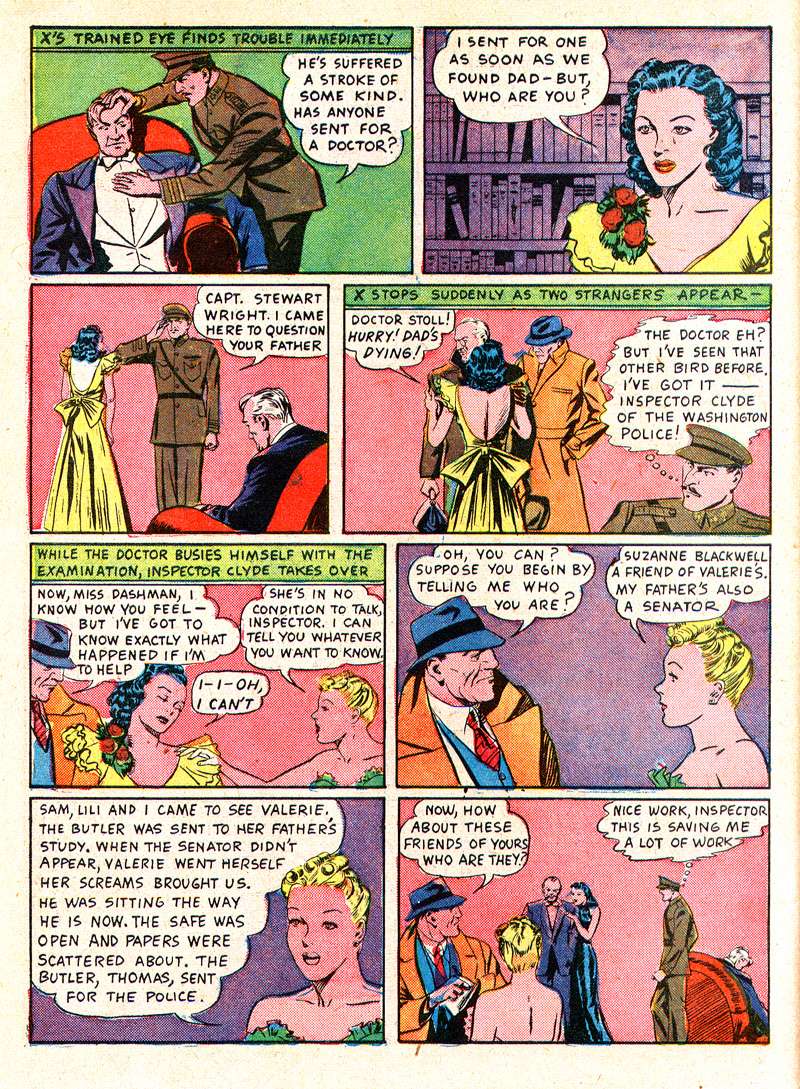 X'S TRAINED EYE FINDS TROUBLE IMMEDIATELY
HE'S SUFFERED
A STROKE OF
SOME KIND.
HAS ANYONE
SENT FOR
A DOCTOR?
I SENT FOR ONE
AS SOON AS WE
FOUND DAD-BUT,
WHO ARE YOU?
CAPT. STEWART
WRIGHT. I CAME
HERE TO QUESTION
YOUR FATHER
X STOPS SUDDENLY AS TWO STRANGERS APPEAR—
DOCTOR STOLL!
HURRY! DAD'S
DYING!
THE DOCTOR EH?
BUT I'VE SEEN THAT
OTHER BIRD BEFORE.
I'VE GOT IT —
INSPECTOR CLYDE
OF THE WASHINGTON
POLICE!
WHILE THE DOCTOR BUSIES HIMSELF WITH THE
EXAMINATION, INSPECTOR CLYDE TAKES OVER
NOW, MISS DASHMAN, I
KNOW HOW YOU FEEL—
BUT I'VE GOT TO
KNOW EXACTLY WHAT
HAPPENED IF I'M
TO HELP
I-I-OH,
I CAN'T
SHE'S IN NO
CONDITION TO TALK,
INSPECTOR. I CAN
TELL YOU WHATEVER
YOU WANT TO KNOW.
OH, YOU CAN?
SUPPOSE YOU BEGIN BY
TELLING ME WHO
YOU ARE?
SUZANNE BLACKWELL
A FRIEND OF VALERIE'S.
MY FATHER'S ALSO
A SENATOR
SAM, LILI AND I CAME TO SEE VALERIE.
THE BUTLER WAS SENT TO HER FATHER'S
STUDY. WHEN THE SENATOR DIDN'T
APPEAR, VALERIE WENT HERSELF
HER SCREAMS BROUGHT US.
HE WAS SITTING THE WAY
HE IS NOW. THE SAFE WAS
OPEN AND PAPERS WERE
SCATTERED ABOUT. THE
BUTLER, THOMAS, SENT
FOR THE POLICE.
NOW, HOW
ABOUT THESE
FRIENDS OF YOURS
WHO ARE THEY?
NICE WORK, INSPECTOR
THIS IS SAVING ME
A LOT OF WORK